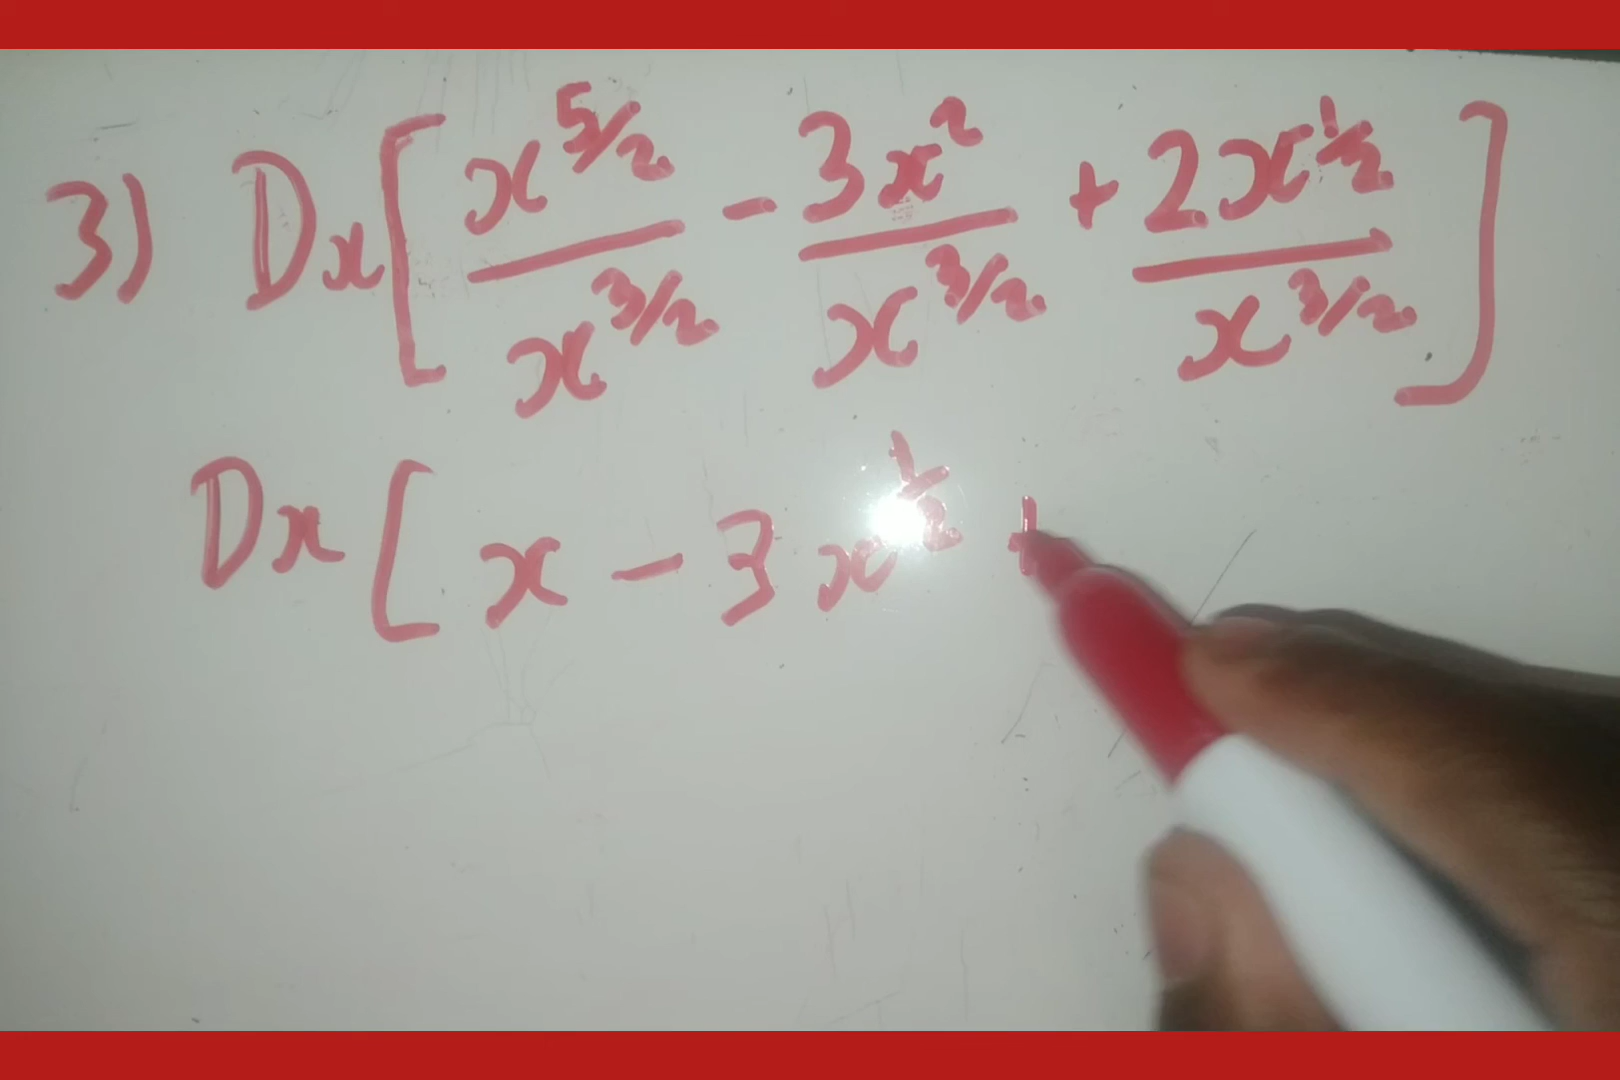 3) Dx[x^5/2 / x^3/2 - 3x^2 / x^3/2 + 2x^1/2 / x^3/2]
Dx[x - 3x^1/2 +